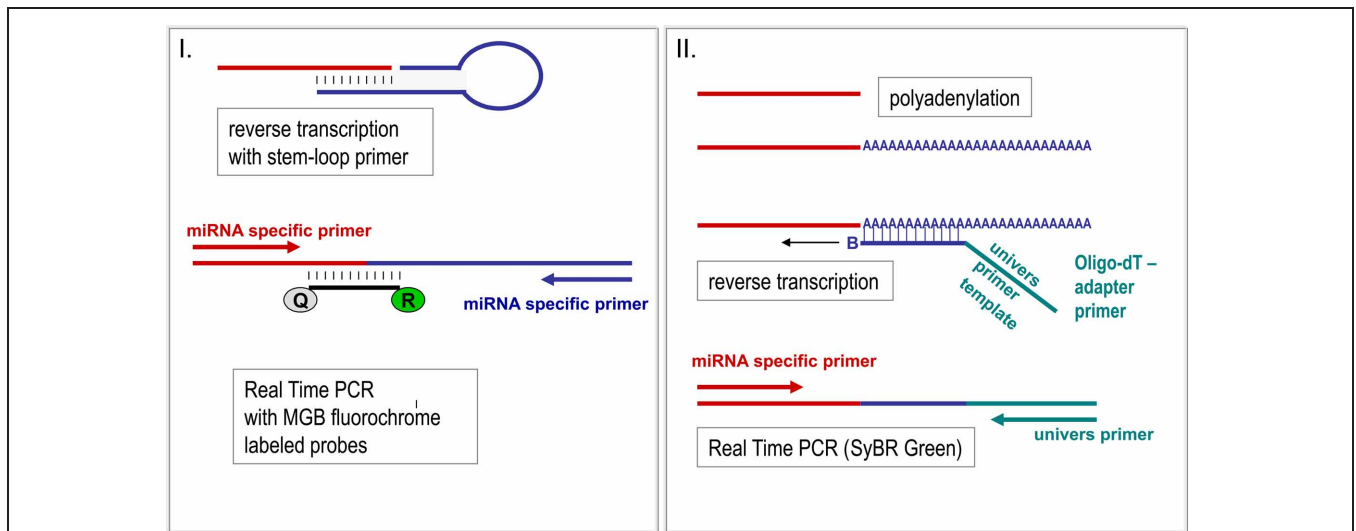 I.
reverse transcription
with stem-loop primer
miRNA specific primer
Q
R
miRNA specific primer
Real Time PCR
with MGB fluorochrome
labeled probes
II.
polyadenylation
AAAAAAAAAAAAAAAAAAAAAAAAAAA
AAAAAAAAAAAAAAAAAAAAAAAAAAA
B
reverse transcription
univers
primer
template
Oligo-dT –
adapter
primer
miRNA specific primer
univers primer
Real Time PCR (SyBR Green)